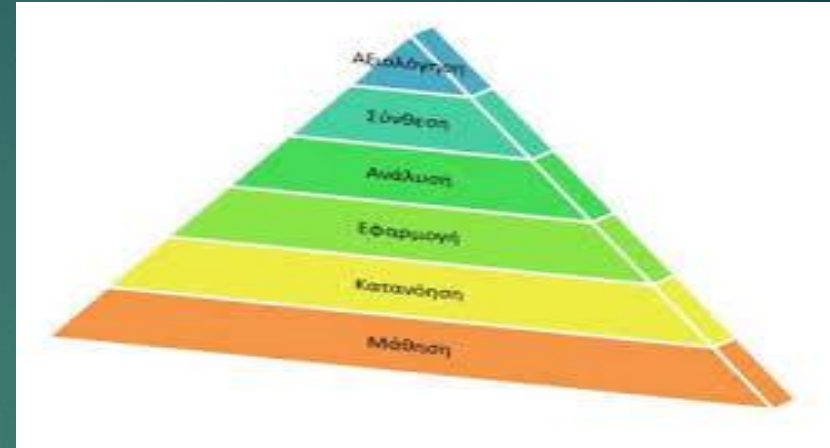 Αξιολόγηση
Σύνθεση
Ανάλυση
Εφαρμογή
Κατανόηση
Μάθηση